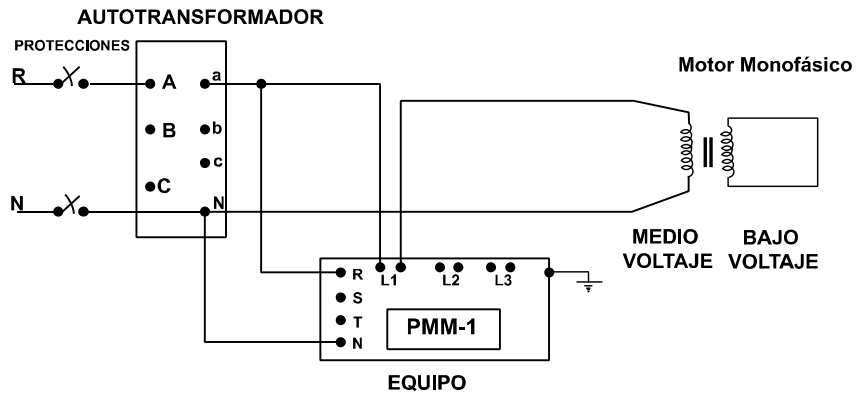 AUTOTRANSFORMADOR
PROTECCIONES
R
A
a
Motor Monofásico
B
b
c
C
N
N
MEDIO
VOLTAJE
BAJO
VOLTAJE
R
L1
L2
L3
S
T
PMM-1
N
EQUIPO